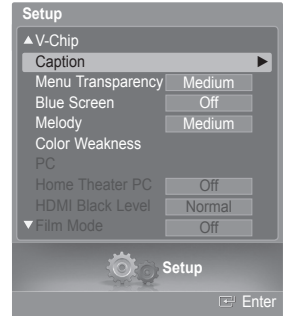 Setup
▲V-Chip
Caption ▶
Menu Transparency Medium
Blue Screen Off
Melody Medium
Color Weakness
PC
Home Theater PC Off
HDMI Black Level Normal
▼Film Mode Off
Setup
Enter